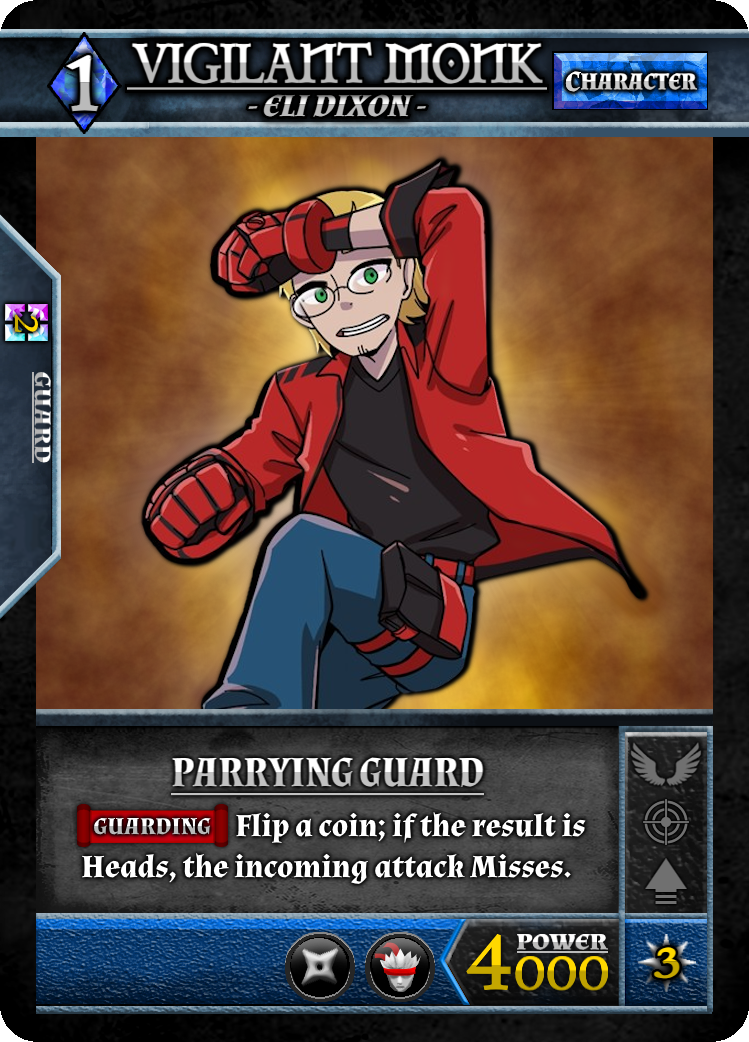 1
VIGILANT MONK
- ELI DIXON -
CHARACTER
2
GUARD
PARRYING GUARD
GUARDING Flip a coin; if the result is
Heads, the incoming attack Misses.
POWER
4000
3